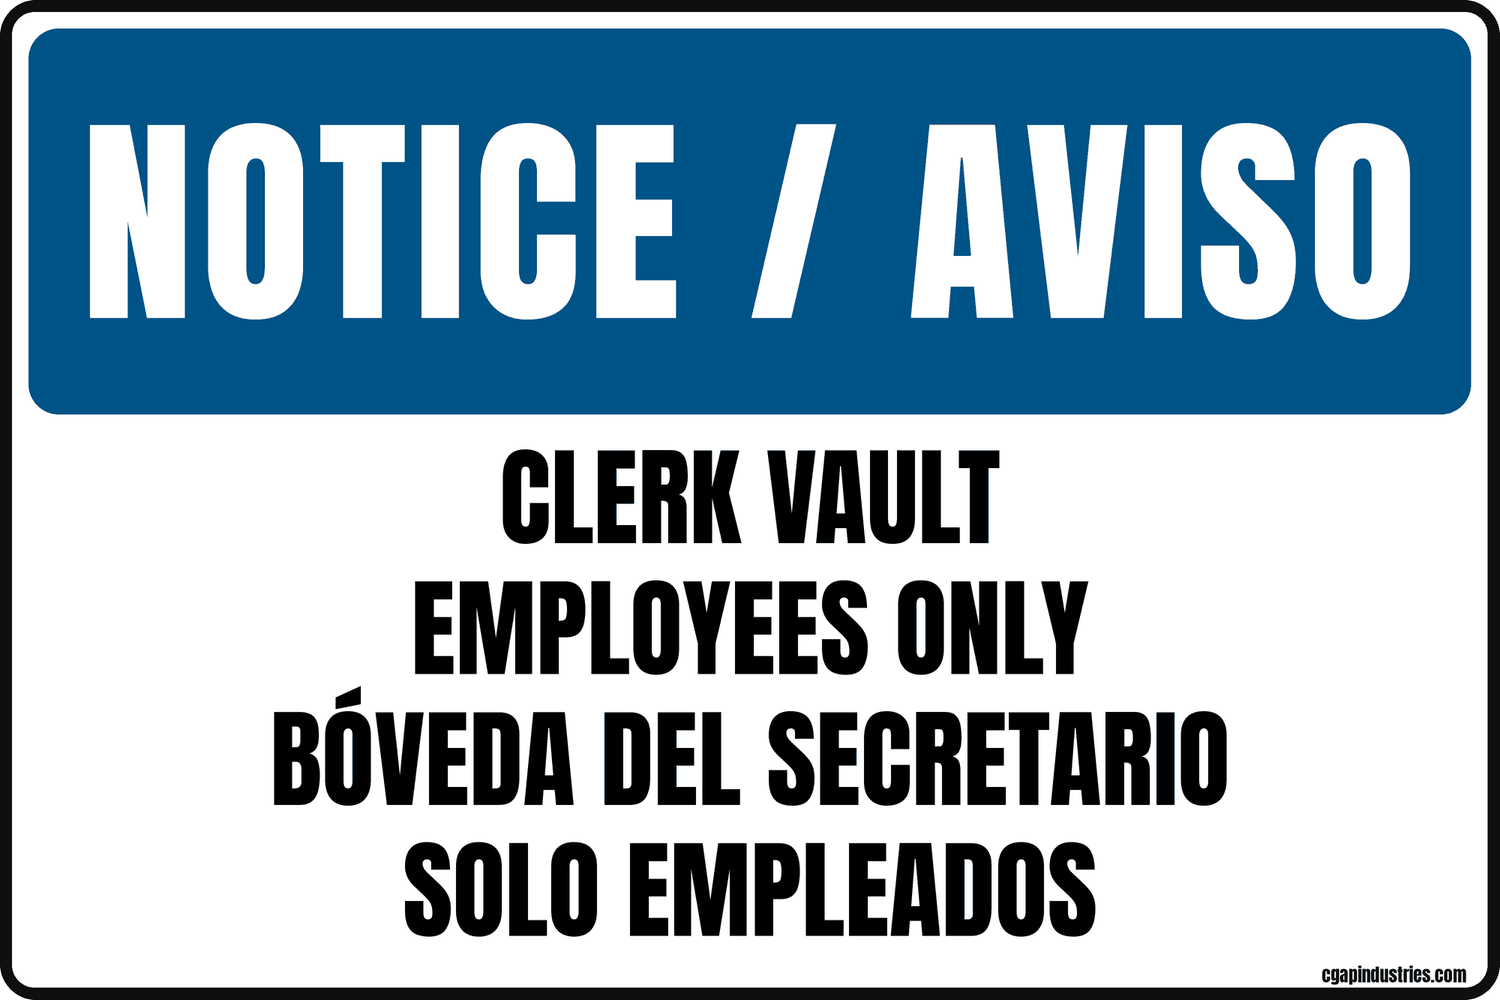 NOTICE / AVISO
CLERK VAULT
EMPLOYEES ONLY
BÓVEDA DEL SECRETARIO
SOLO EMPLEADOS
cgapindustries.com